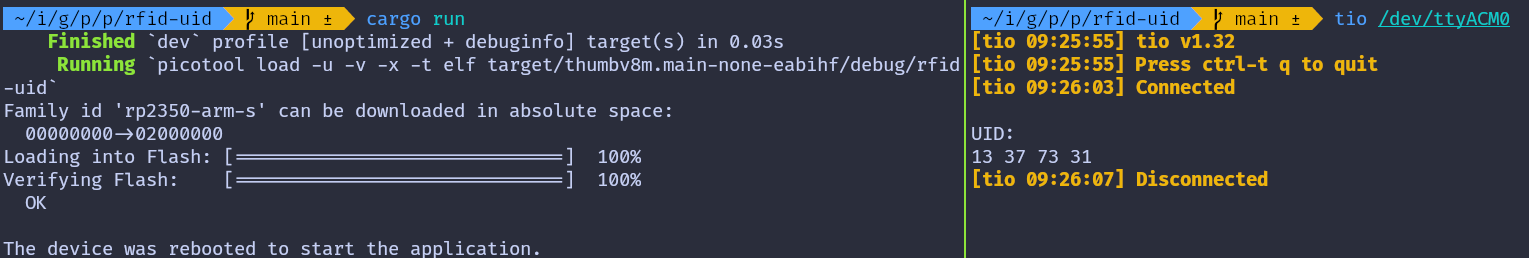 ~/i/g/p/p/rfid-uid main ± cargo run
Finished `dev` profile [unoptimized + debuginfo] target(s) in 0.03s
Running `picotool load -u -v -x -t elf target/thumbv8m.main-none-eabihf/debug/rfid
-uid`
Family id 'rp2350-arm-s' can be downloaded in absolute space:
00000000->02000000
Loading into Flash: [==============================] 100%
Verifying Flash: [==============================] 100%
OK
The device was rebooted to start the application.
~/i/g/p/p/rfid-uid main ± tio /dev/ttyACM0
[tio 09:25:55] tio v1.32
[tio 09:25:55] Press ctrl-t q to quit
[tio 09:26:03] Connected
UID:
13 37 73 31
[tio 09:26:07] Disconnected